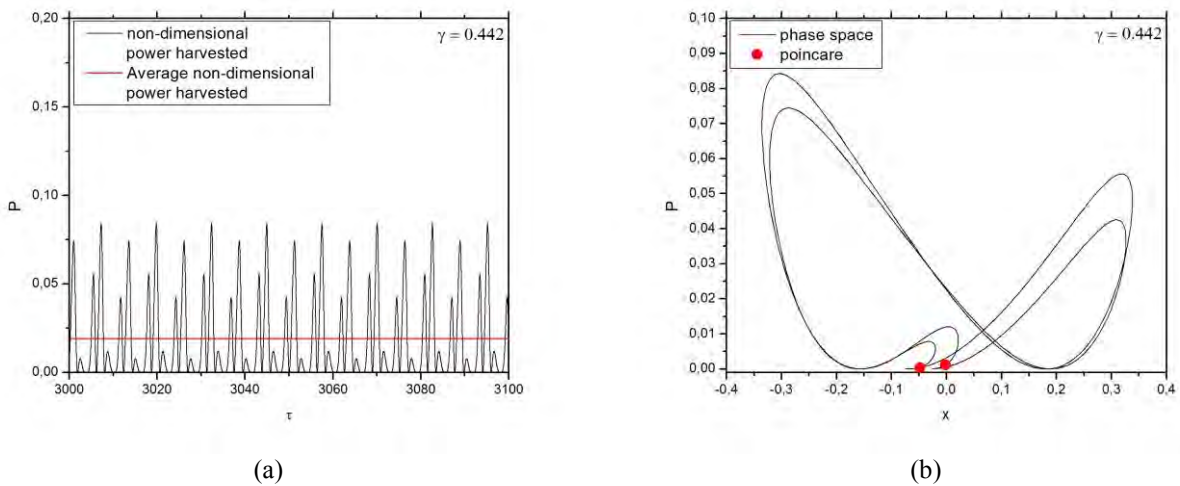 0,20
0,15
0,10
0,05
0,00
P
non-dimensional
power harvested
Average non-dimensional
power harvested
γ = 0.442
3000
3020
3040
3060
3080
3100
τ
(a)
0,10
0,09
0,08
0,07
0,06
0,05
0,04
0,03
0,02
0,01
0,00
P
phase space
poincare
γ = 0.442
-0,4
-0,3
-0,2
-0,1
0,0
0,1
0,2
0,3
0,4
x
(b)